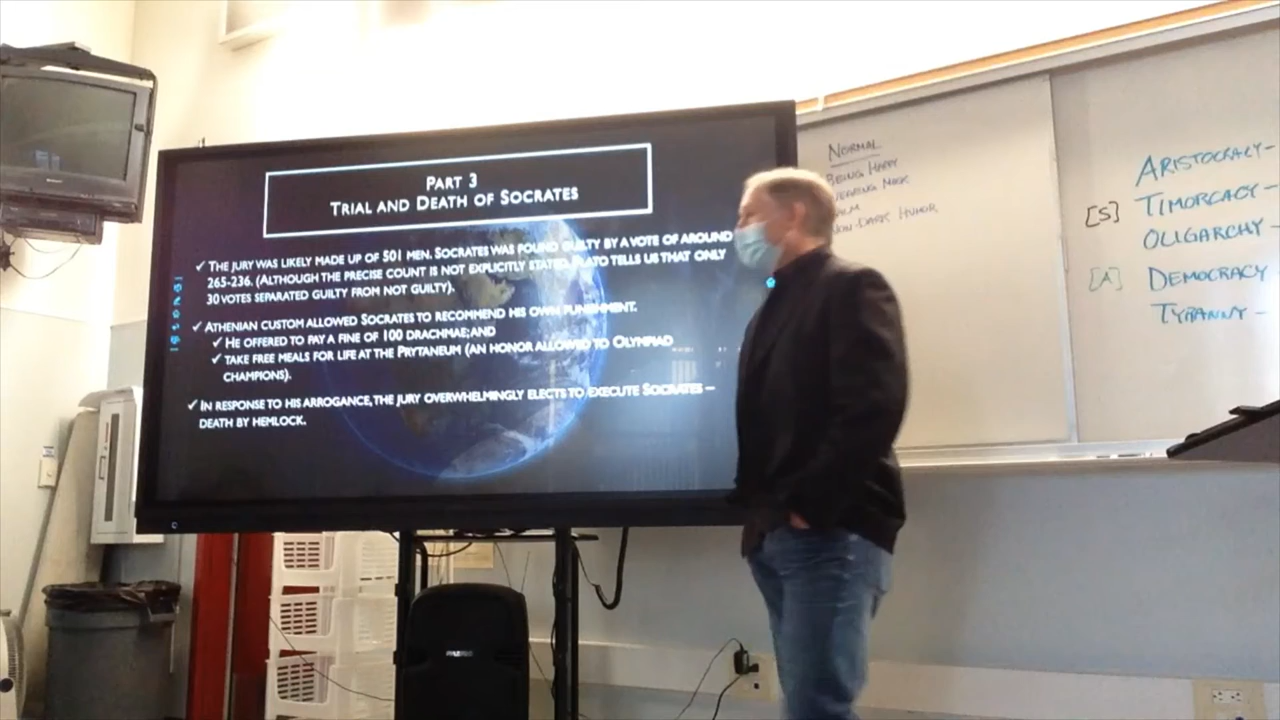 PART 3
TRIAL AND DEATH OF SOCRATES
✓ THE JURY WAS LIKELY MADE UP OF 501 MEN. SOCRATES WAS FOUND GUILTY BY A VOTE OF AROUND
265-236. (ALTHOUGH THE PRECISE COUNT IS NOT EXPLICITLY STATED, PLATO TELLS US THAT ONLY
30 VOTES SEPARATED GUILTY FROM NOT GUILTY).
✓ ATHENIAN CUSTOM ALLOWED SOCRATES TO RECOMMEND HIS OWN PUNISHMENT.
✓ HE OFFERED TO PAY A FINE OF 100 DRACHMAE; AND
✓ TAKE FREE MEALS FOR LIFE AT THE PRYTANEUM (AN HONOR ALLOWED TO OLYMPIAD
CHAMPIONS).
✓ IN RESPONSE TO HIS ARROGANCE, THE JURY OVERWHELMINGLY ELECTS TO EXECUTE SOCRATES –
DEATH BY HEMLOCK.
NORMAL
BEING HAPPY
NON-DARK HUMOR
ARISTOCRACY-
[S] TIMORCACY-
OLIGARCHY-
[A] DEMOCRACY
TYRANNY-